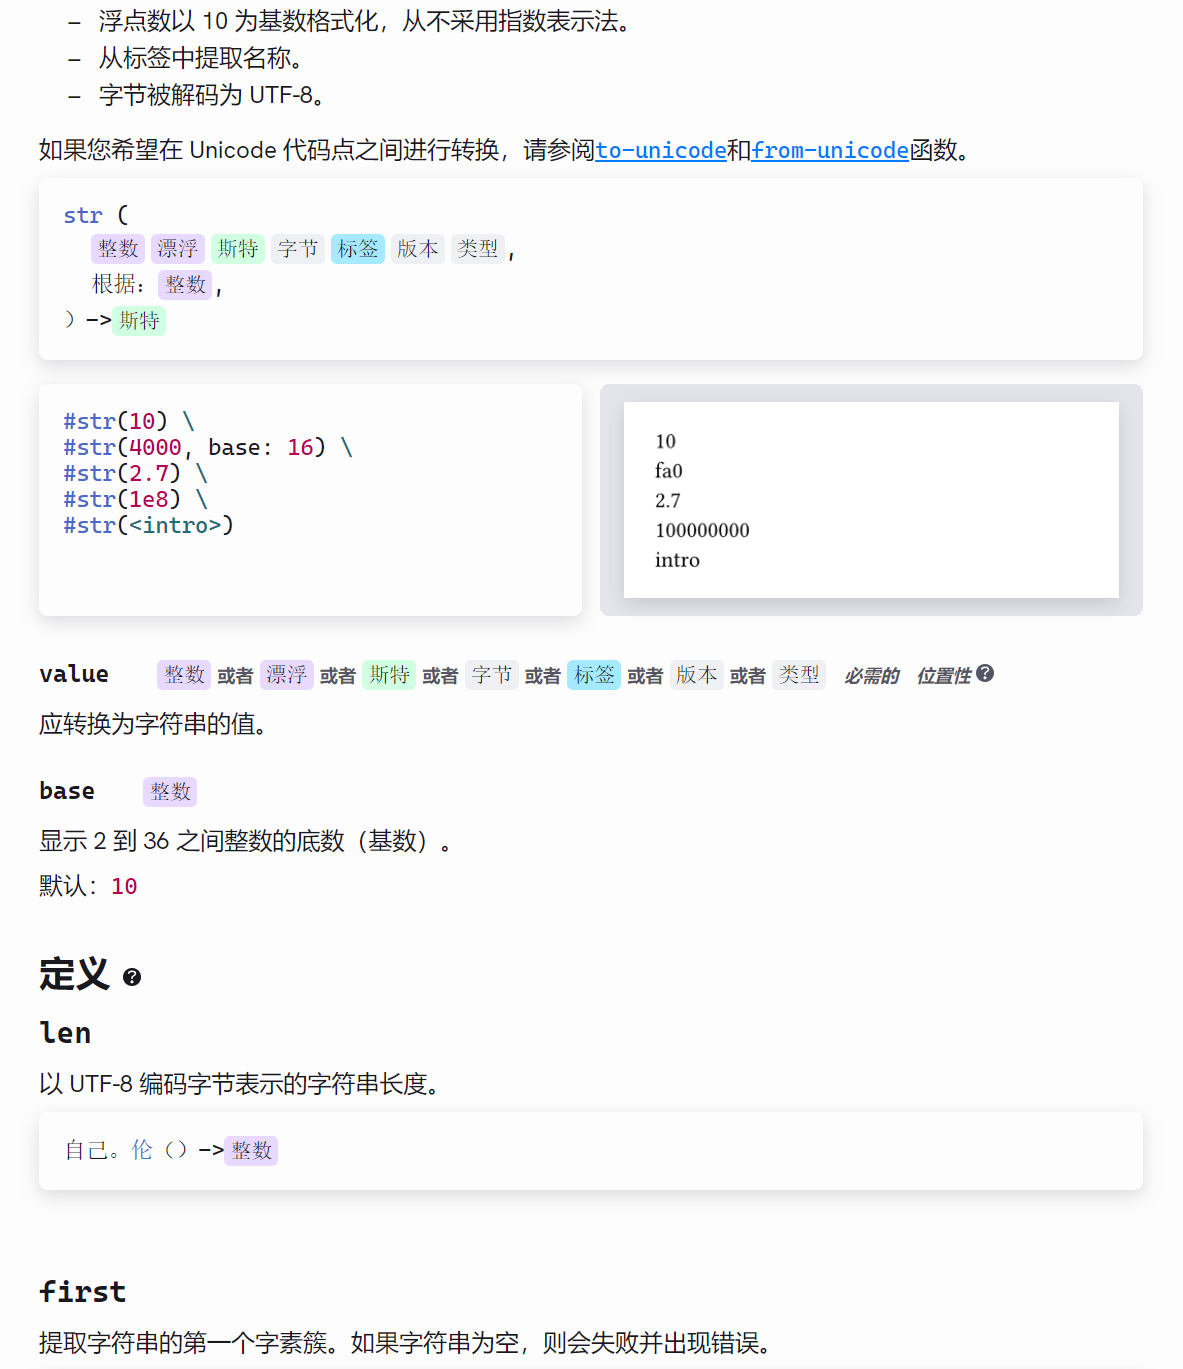 – 浮点数以 10 为基数格式化，从不采用指数表示法。
– 从标签中提取名称。
– 字节被解码为 UTF-8。
如果您希望在 Unicode 代码点之间进行转换，请参阅to-unicode和from-unicode函数。
str (
整数 漂浮 斯特 字节 标签 版本 类型 ,
根据：整数 ,
）->斯特
#str(10) \
#str(4000, base: 16) \
#str(2.7) \
#str(1e8) \
#str(<intro>)
10
fa0
2.7
100000000
intro
value 整数 或者 漂浮 或者 斯特 或者 字节 或者 标签 或者 版本 或者 类型 必需的 位置性 ?
应转换为字符串的值。
base 整数
显示 2 到 36 之间整数的底数（基数）。
默认：10
定义 ?
len
以 UTF-8 编码字节表示的字符串长度。
自己。伦（）->整数
first
提取字符串的第一个字素簇。如果字符串为空，则会失败并出现错误。